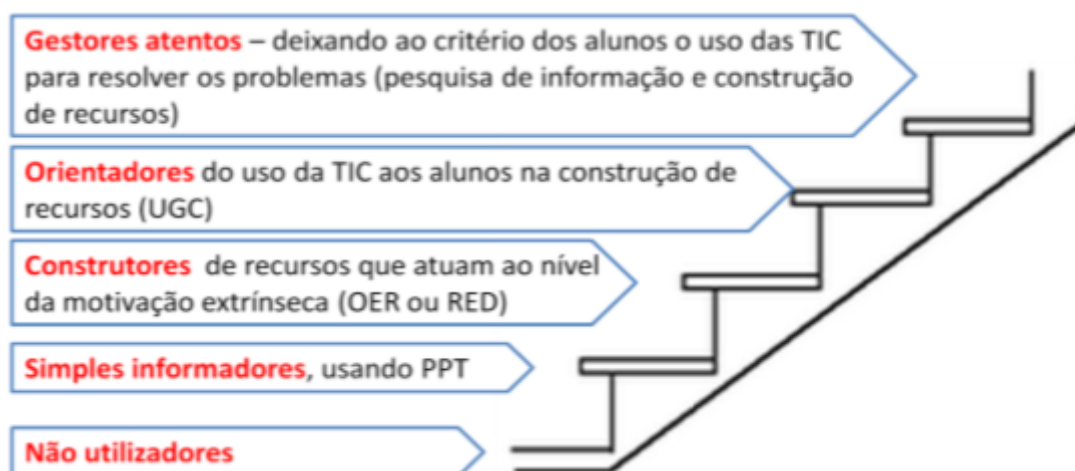 Gestores atentos – deixando ao critério dos alunos o uso das TIC
para resolver os problemas (pesquisa de informação e construção
de recursos)
Orientadores do uso da TIC aos alunos na construção de
recursos (UGC)
Construtores de recursos que atuam ao nível
da motivação extrínseca (OER ou RED)
Simples informadores, usando PPT
Não utilizadores